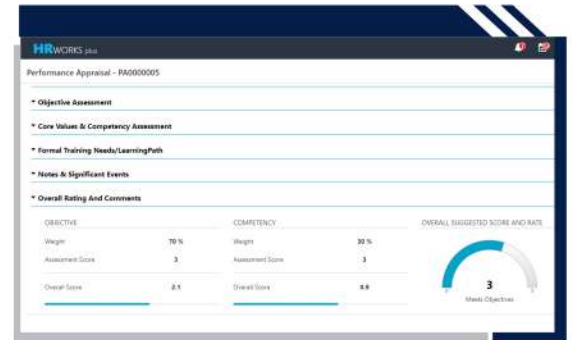 HRWORKS plus
Performance Appraisal - PA0000005
Objective Assessment
Core Values & Competency Assessment
Formal Training Needs/LearningPath
Notes & Significant Events
Overall Rating And Comments
OBJECTIVE COMPETENCY OVERALL SUGGESTED SCORE AND RATE
Weight 70 % Weight 30 %
Assessment Score 3 Assessment Score 3
Overall Score 2.1 Overall Score 0.9
3
Meets Objectives